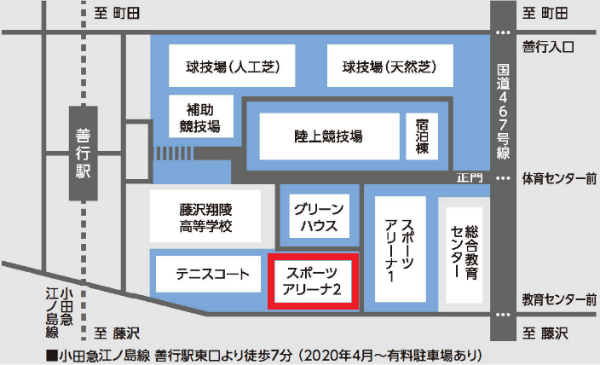 至 町田
至 町田
善行入口
球技場(人工芝)
球技場(天然芝)
国道467号線
補助
競技場
陸上競技場
宿泊棟
善行駅
正門
体育センター前
藤沢翔陵
高等学校
グリーン
ハウス
スポーツ
アリーナ1
総合教育
センター
テニスコート
スポーツ
アリーナ2
小田急
江ノ島線
教育センター前
至 藤沢
至 藤沢
■小田急江ノ島線 善行駅東口より徒歩7分 (2020年4月〜有料駐車場あり)